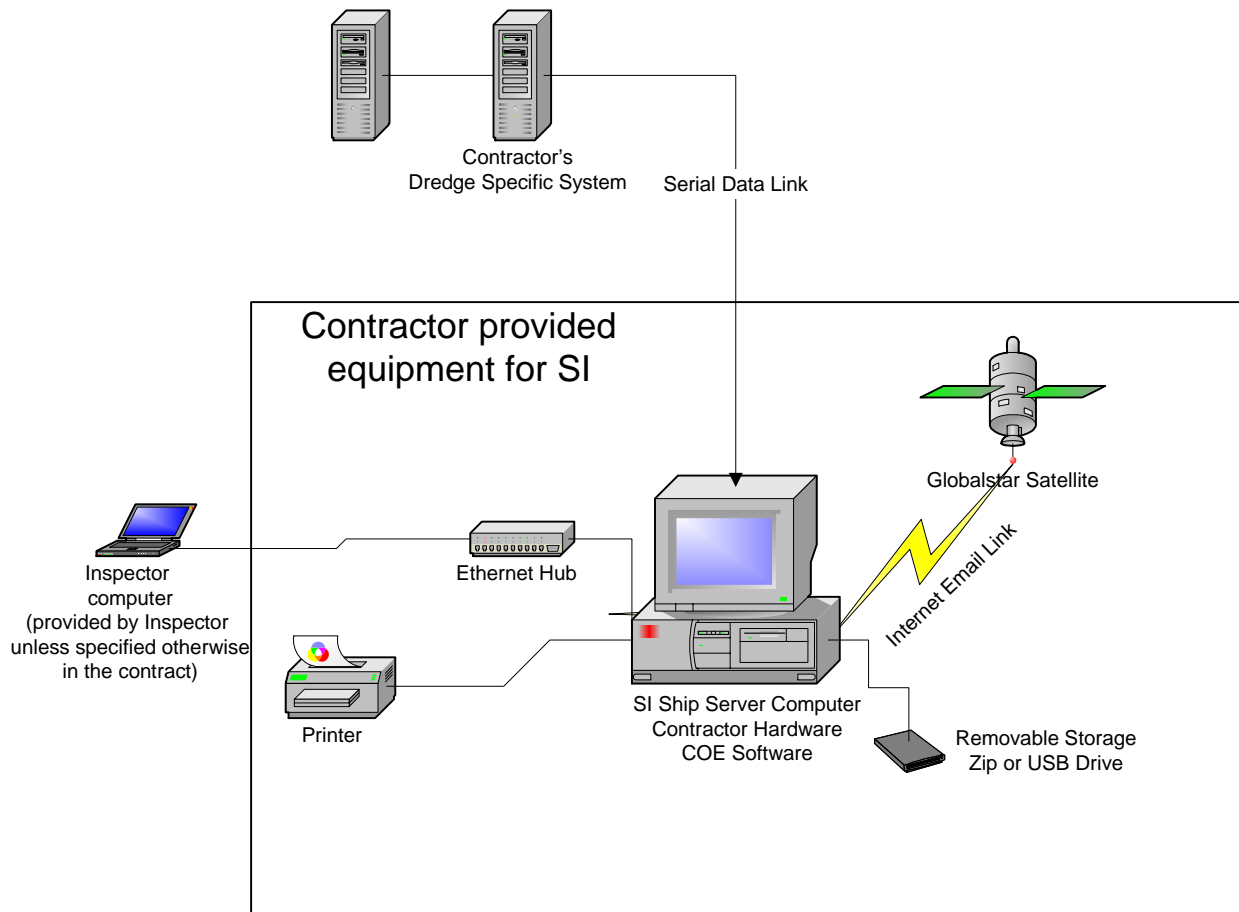 Contractor's
Dredge Specific System
Serial Data Link
Contractor provided
equipment for SI
Globalstar Satellite
Internet Email Link
Ethernet Hub
Inspector
computer
(provided by Inspector
unless specified otherwise
in the contract)
Printer
SI Ship Server Computer
Contractor Hardware
COE Software
Removable Storage
Zip or USB Drive